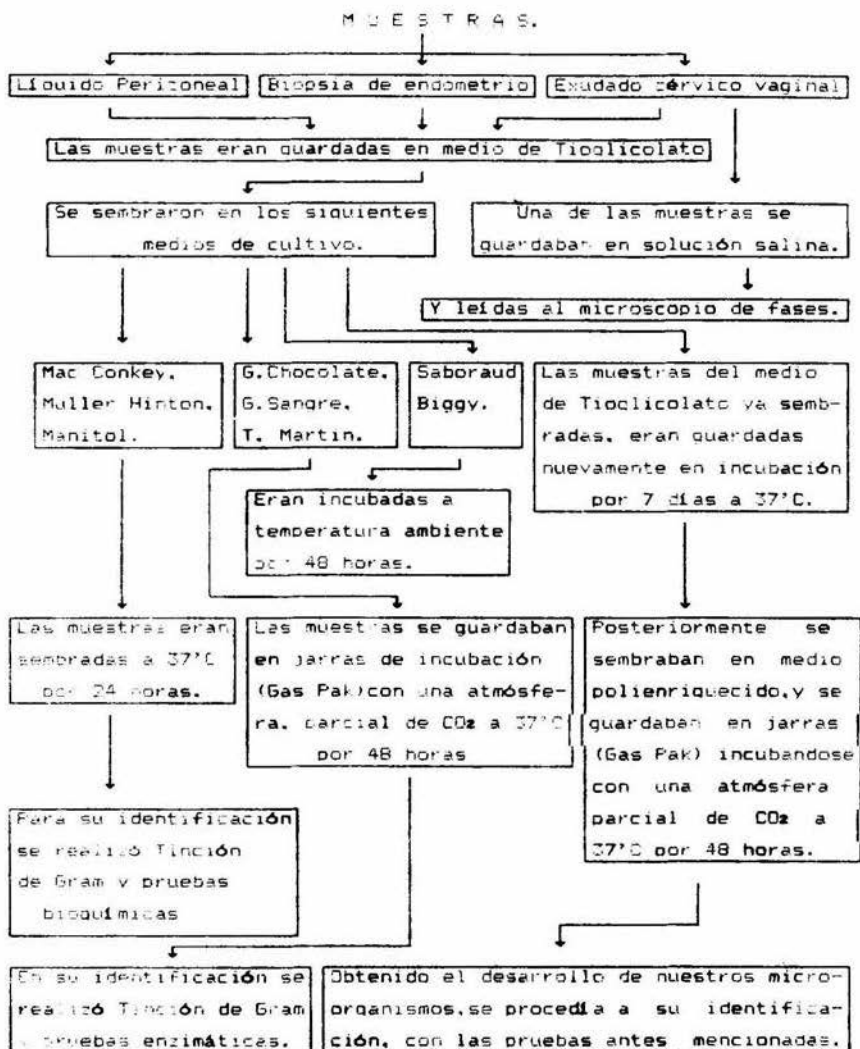 M U E S T R A S.
Líquido Peritoneal
Biopsia de endometrio
Exudado cérvico vaginal
Las muestras eran guardadas en medio de Tioglicolato
Se sembraron en los siguientes
medios de cultivo.
Una de las muestras se
guardaban en solución salina.
Y leídas al microscopio de fases.
Mac Conkey,
Muller Hinton,
Manitol.
G.Chocolate,
G.Sangre,
T. Martin.
Saboraud
Biggy.
Las muestras del medio
de Tioglicolato ya semb-
radas, eran guardadas
nuevamente en incubación
por 7 días a 37'C.
Eran incubadas a
temperatura ambiente
por 48 horas.
Las muestras eran
sembradas a 37'C
por 24 horas.
Las muestras se guardaban
en jarras de incubación
(Gas Pak)con una atmósfe-
ra, parcial de CO2 a 37'C
por 48 horas
Posteriormente se
sembraban en medio
polienriquecido,y se
guardaban en jarras
(Gas Pak) incubandose
con una atmósfera
parcial de CO2 a
37'C por 48 horas.
Para su identificación
se realizó Tinción
de Gram y pruebas
bioquímicas
En su identificación se
realizó Tinción de Gram
y pruebas enzimáticas.
Obtenido el desarrollo de nuestros micro-
organismos,se procedía a su identifica-
ción, con las pruebas antes mencionadas.